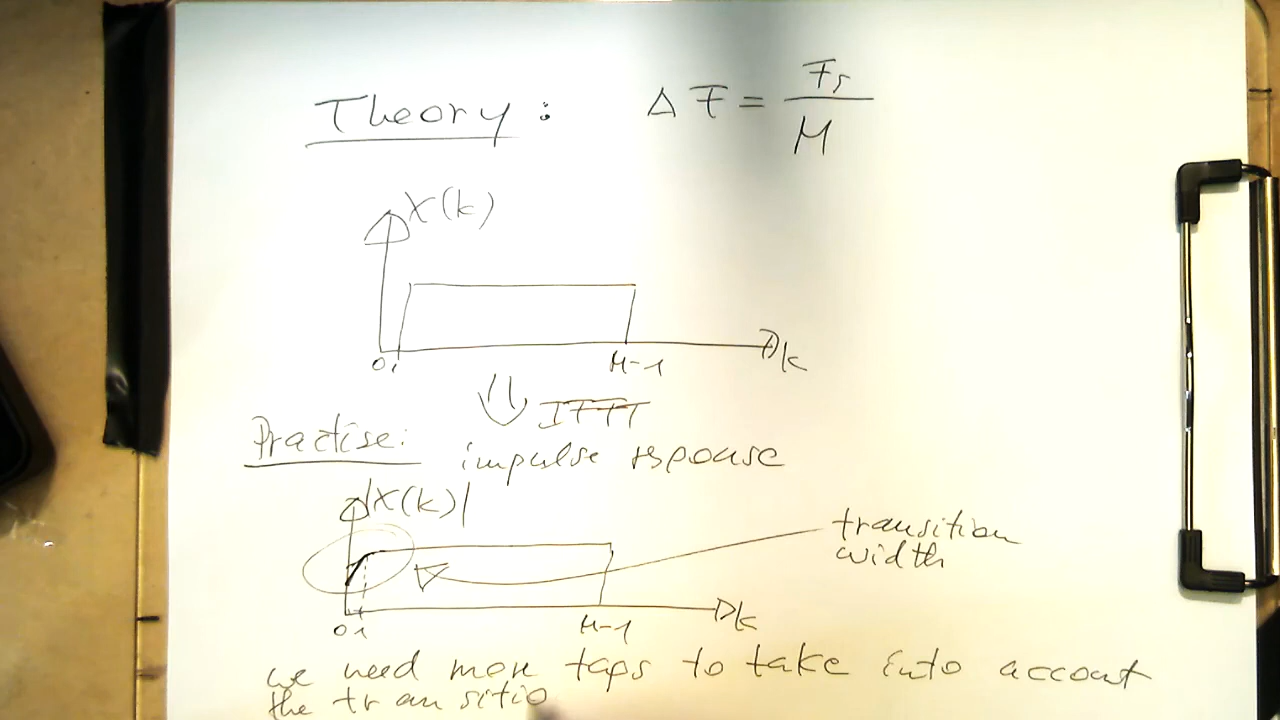 Theory: ΔF = Fs / M
X(k)
0 1 M-1 k
IFFT
Practise: impulse response
|X(k)|
transition
width
0 1 M-1 k
we need more taps to take into account
the transitio